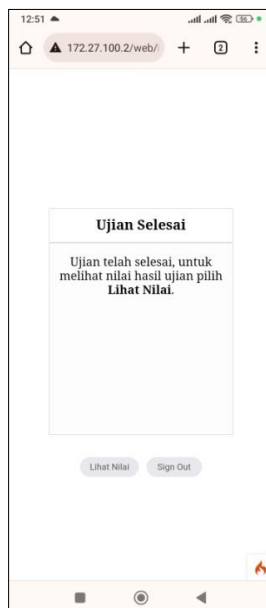 12:51
56
172.27.100.2/web/
2
Ujian Selesai
Ujian telah selesai, untuk
melihat nilai hasil ujian pilih
Lihat Nilai.
Lihat Nilai
Sign Out